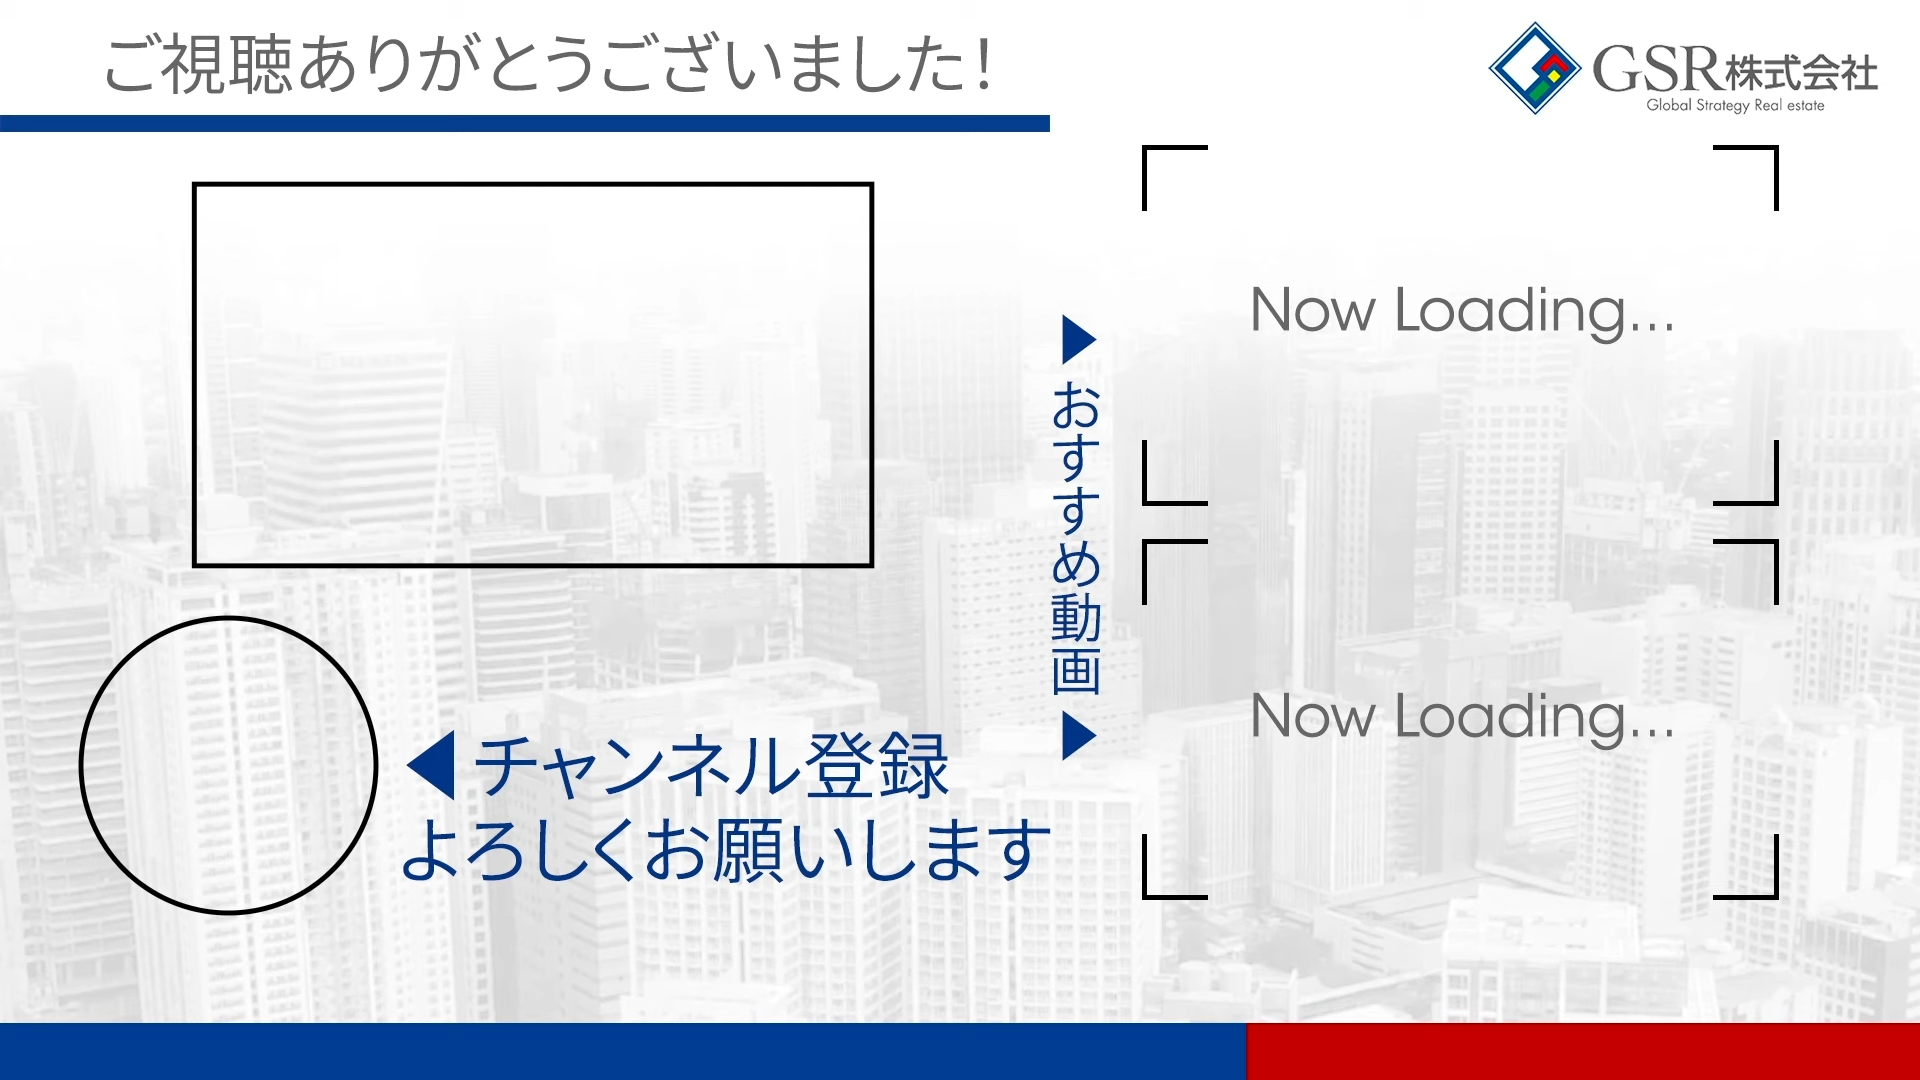 ご視聴ありがとうございました!
GSR株式会社
Global Strategy Real estate
Now Loading...
▶おすすめ動画▶
Now Loading...
◀チャンネル登録
よろしくお願いします